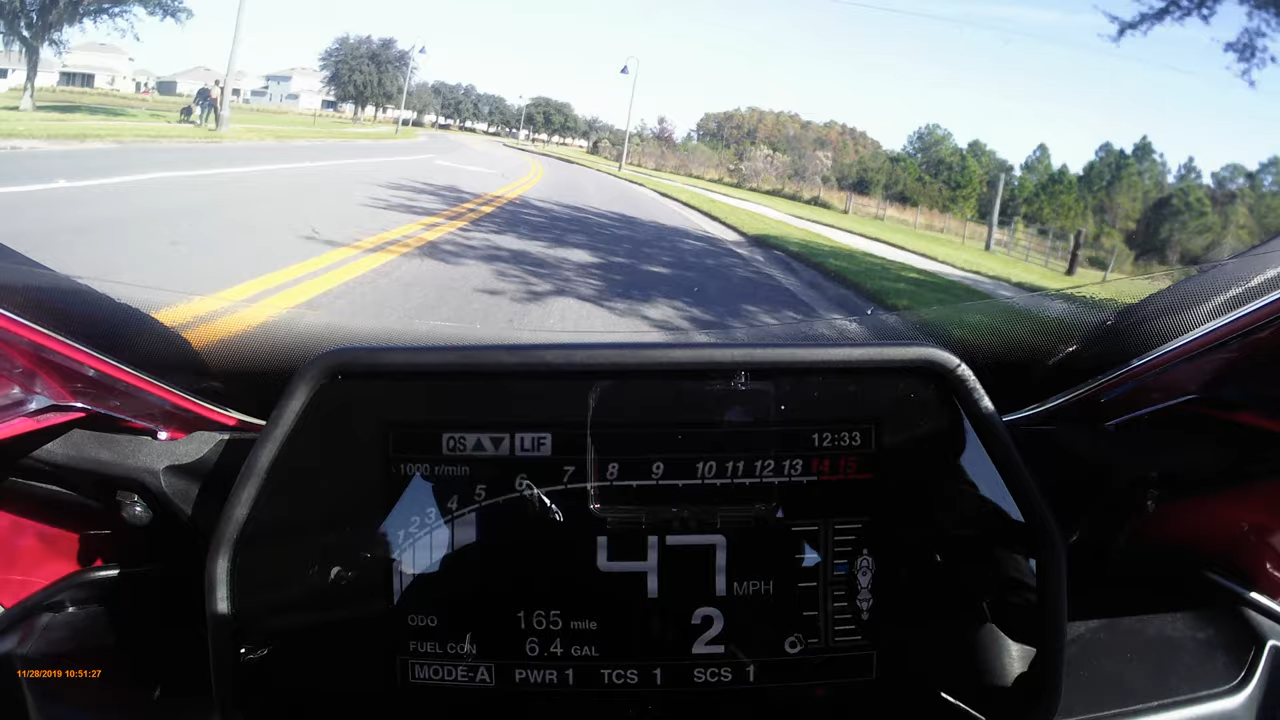 QS▲▼ LIF 12:33
1000 r/min
1 2 3 4 5 6 7 8 9 10 11 12 13 14 15
47 MPH
ODO 165 mile
2
FUEL CON 6.4 GAL
MODE-A PWR 1 TCS 1 SCS 1
11/28/2019 10:51:27